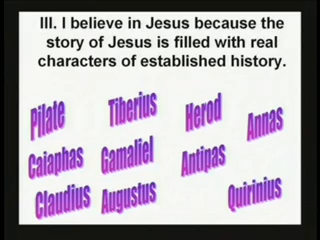 III. I believe in Jesus because the
story of Jesus is filled with real
characters of established history.
Pilate Tiberius Herod Annas
Caiaphas Gamaliel Antipas
Claudius Augustus Quirinius